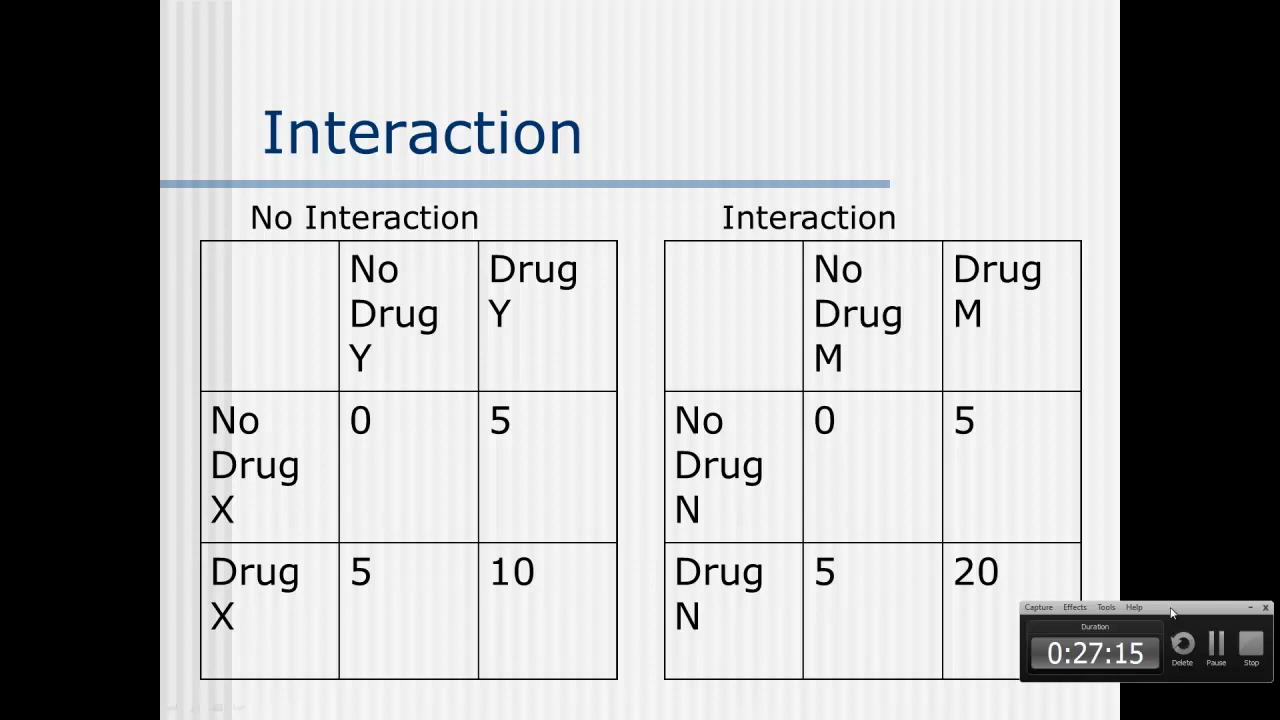 Interaction
No Interaction
No
Drug
Y
Drug
Y
No
Drug
X
0
5
Drug
X
5
10
Interaction
No
Drug
M
Drug
M
No
Drug
N
0
5
Drug
N
5
20
Capture Effects Tools Help
Duration
0:27:15
Delete Pause Stop